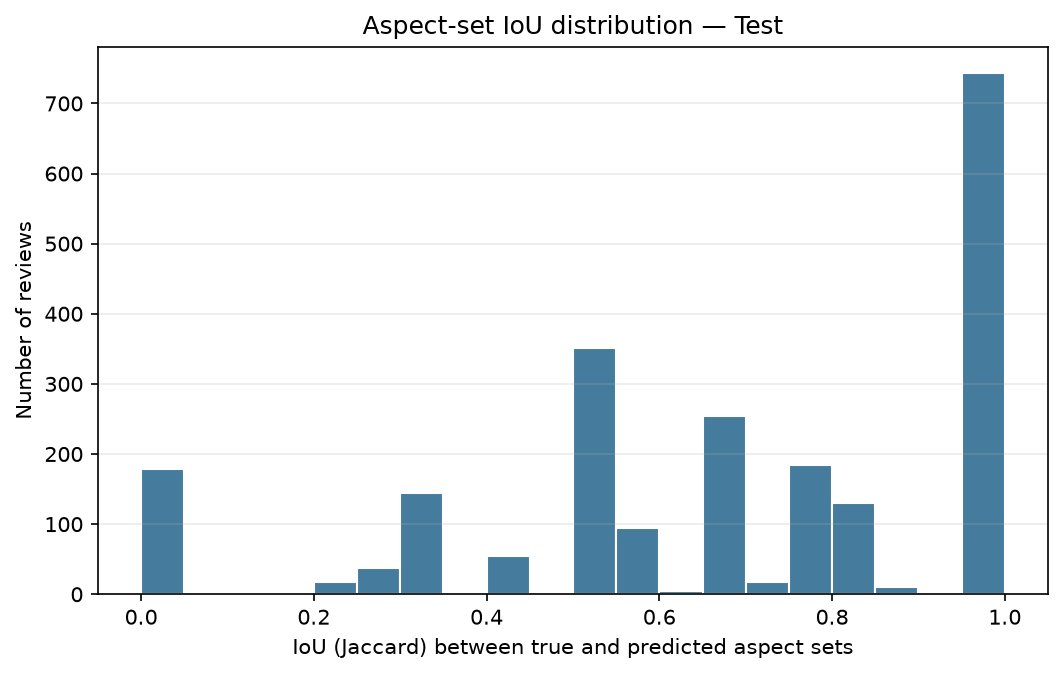 Aspect-set IoU distribution — Test
Number of reviews
700
600
500
400
300
200
100
0
0.0 0.2 0.4 0.6 0.8 1.0
IoU (Jaccard) between true and predicted aspect sets